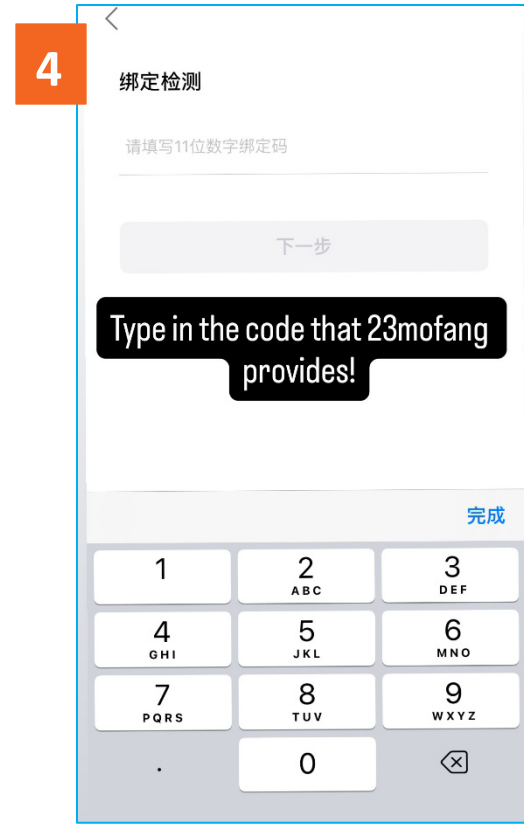 4
绑定检测
请填写11位数字绑定码
下一步
Type in the code that 23mofang
provides!
完成
1 2 3
ABC DEF
4 5 6
GHI JKL MNO
7 8 9
PQRS TUV WXYZ
. 0